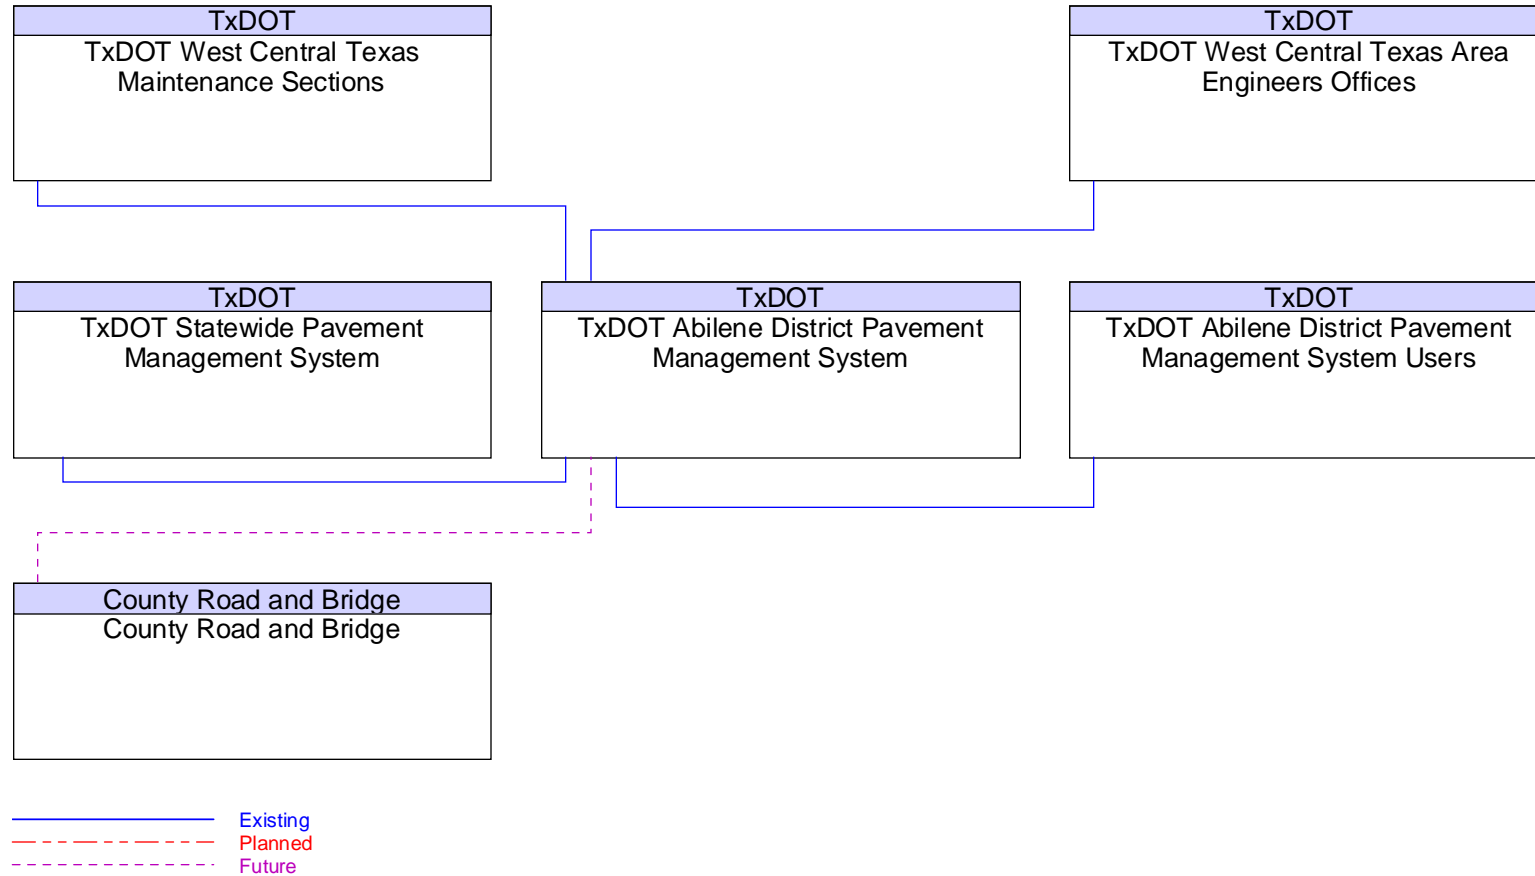 TxDOT
TxDOT West Central Texas
Maintenance Sections
TxDOT
TxDOT West Central Texas Area
Engineers Offices
TxDOT
TxDOT Statewide Pavement
Management System
TxDOT
TxDOT Abilene District Pavement
Management System
TxDOT
TxDOT Abilene District Pavement
Management System Users
County Road and Bridge
County Road and Bridge
Existing
Planned
Future